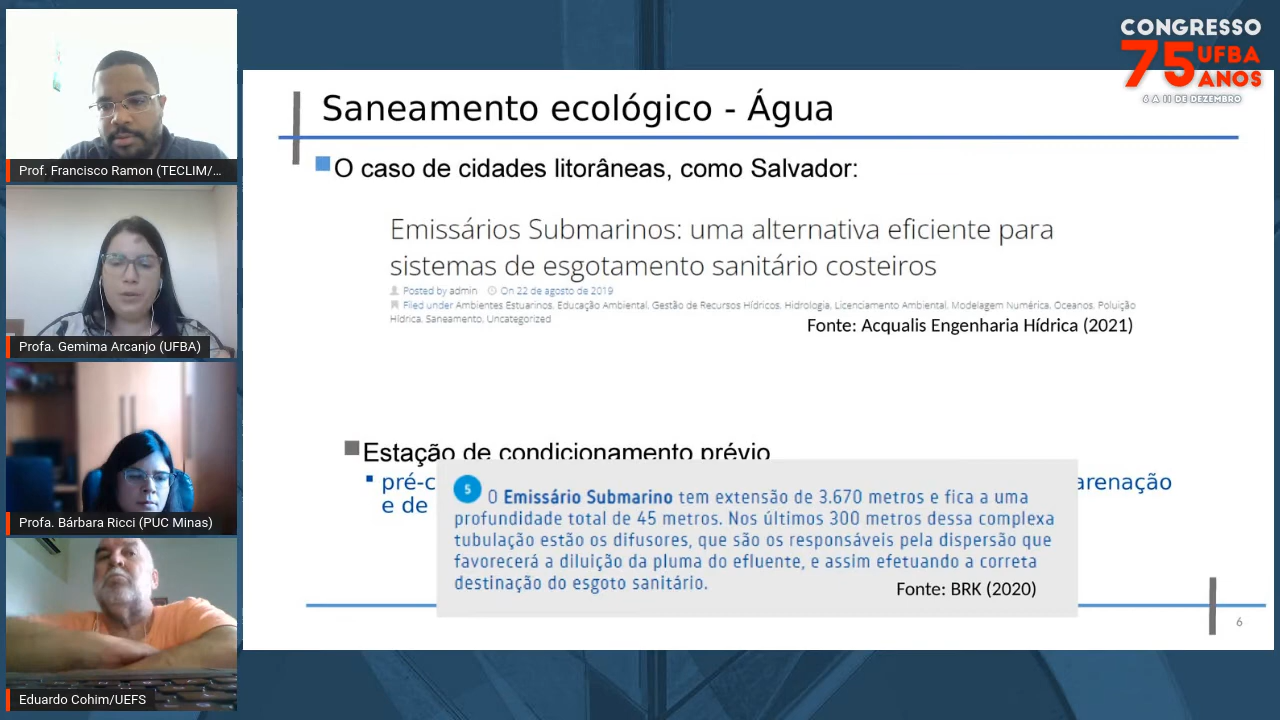 CONGRESSO
75 UFBA
ANOS
6 A 11 DE DEZEMBRO
Saneamento ecológico - Água
O caso de cidades litorâneas, como Salvador:
Emissários Submarinos: uma alternativa eficiente para
sistemas de esgotamento sanitário costeiros
Posted by admin On 22 de agosto de 2019
Filed under Ambientes Estuarinos, Educação Ambiental, Gestão de Recursos Hídricos, Hidrologia, Licenciamento Ambiental, Modelagem Numérica, Oceanos, Poluição
Hídrica, Saneamento, Uncategorized
Fonte: Acqualis Engenharia Hídrica (2021)
Estação de condicionamento prévio
pré-c arenação
e de
5 O Emissário Submarino tem extensão de 3.670 metros e fica a uma
profundidade total de 45 metros. Nos últimos 300 metros dessa complexa
tubulação estão os difusores, que são os responsáveis pela dispersão que
favorecerá a diluição da pluma do efluente, e assim efetuando a correta
destinação do esgoto sanitário.
Fonte: BRK (2020)
6
Prof. Francisco Ramon (TECLIM/...
Profa. Gemima Arcanjo (UFBA)
Profa. Bárbara Ricci (PUC Minas)
Eduardo Cohim/UEFS